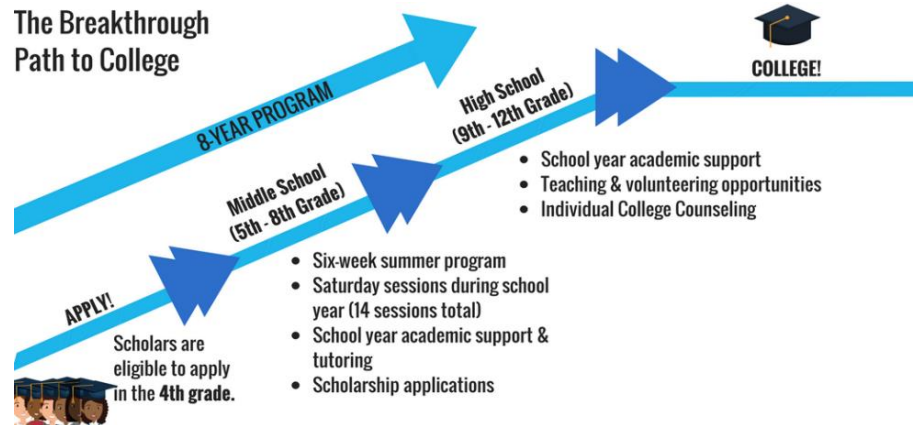 The Breakthrough
Path to College
8-YEAR PROGRAM
APPLY!
Scholars are
eligible to apply
in the 4th grade.
Middle School
(5th - 8th Grade)
• Six-week summer program
• Saturday sessions during school
year (14 sessions total)
• School year academic support &
tutoring
• Scholarship applications
High School
(9th - 12th Grade)
• School year academic support
• Teaching & volunteering opportunities
• Individual College Counseling
COLLEGE!